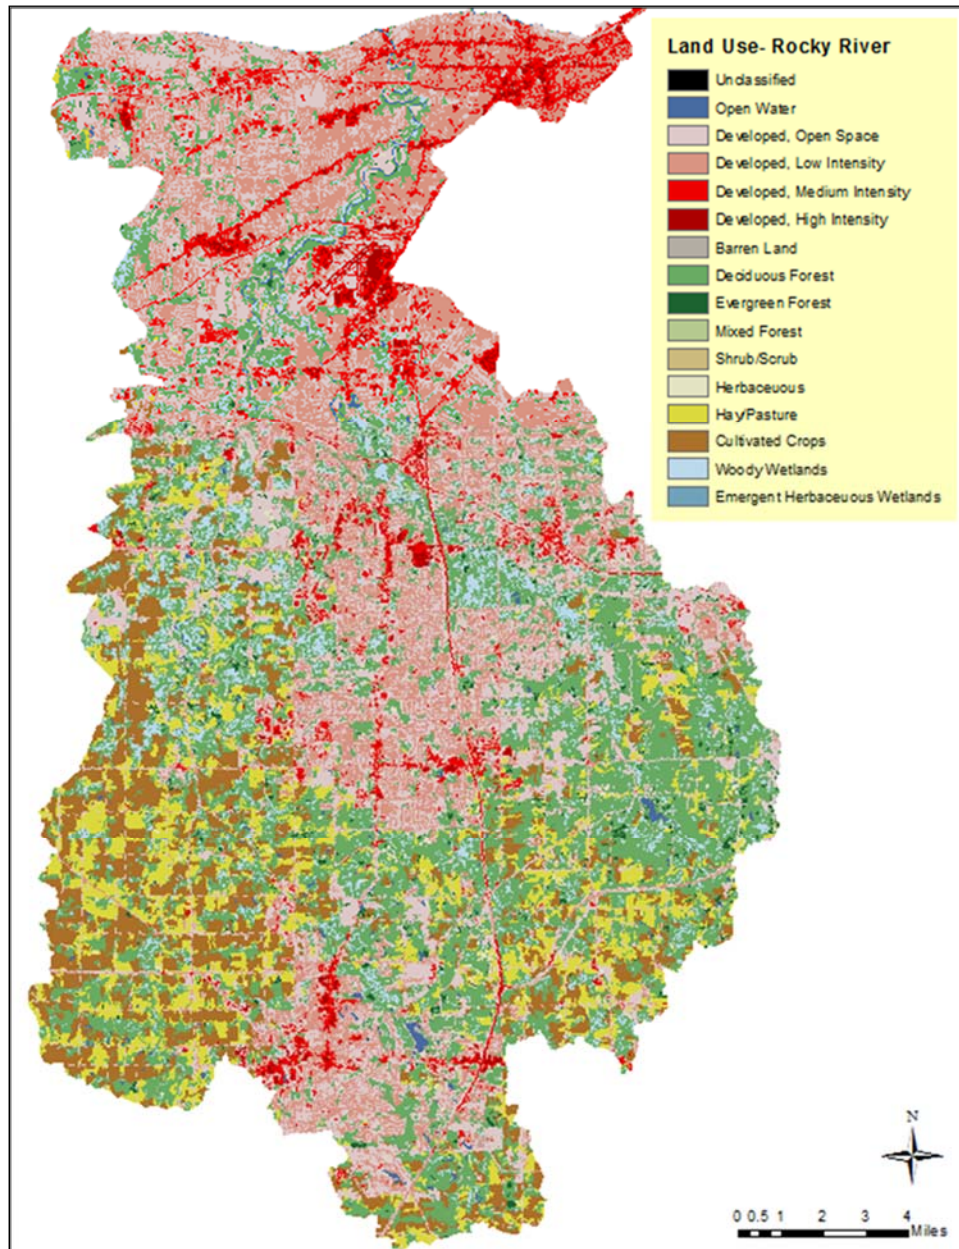 Land Use- Rocky River
Unclassified
Open Water
Developed, Open Space
Developed, Low Intensity
Developed, Medium Intensity
Developed, High Intensity
Barren Land
Deciduous Forest
Evergreen Forest
Mixed Forest
Shrub/Scrub
Herbaceuous
Hay/Pasture
Cultivated Crops
Woody Wetlands
Emergent Herbaceuous Wetlands
N
0 0.5 1 2 3 4
Miles